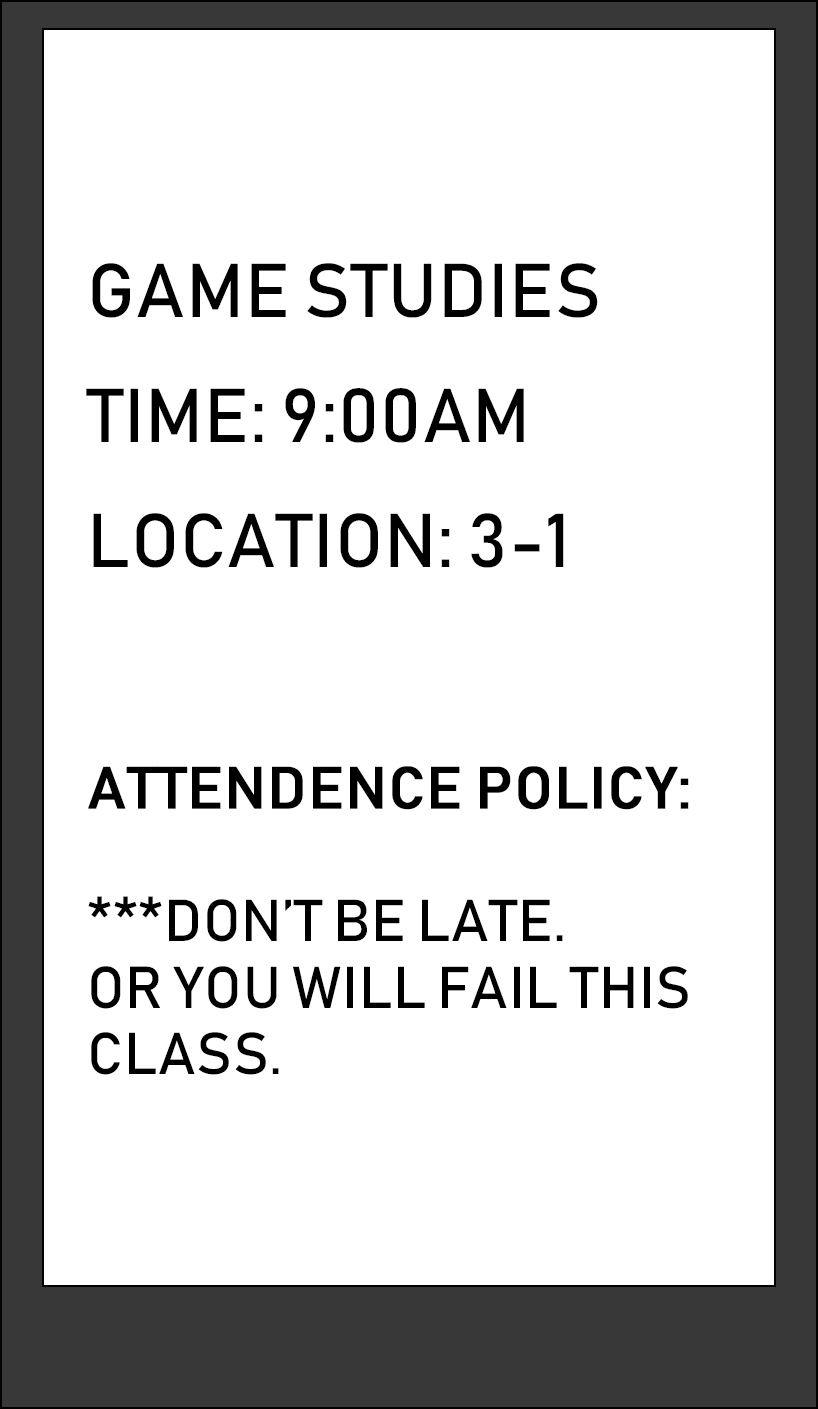 GAME STUDIES
TIME: 9:00AM
LOCATION: 3-1
ATTENDENCE POLICY:
***DON’T BE LATE.
OR YOU WILL FAIL THIS
CLASS.